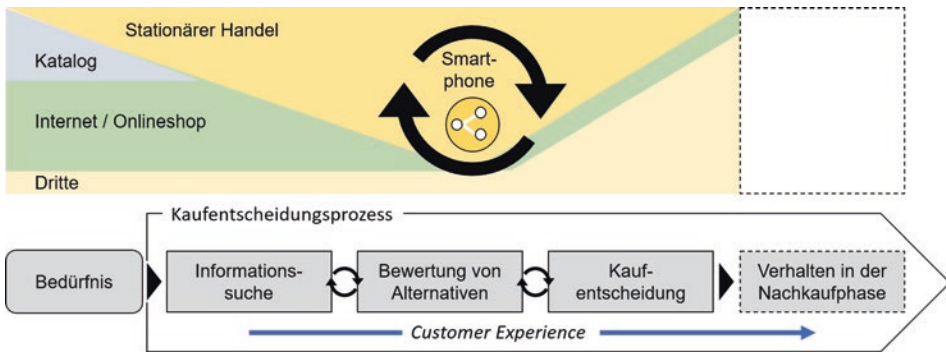 Stationärer Handel
Katalog
Smart-
phone
Internet / Onlineshop
Dritte
Kaufentscheidungsprozess
Bedürfnis
Informations-
suche
Bewertung von
Alternativen
Kauf-
entscheidung
Verhalten in der
Nachkaufphase
Customer Experience